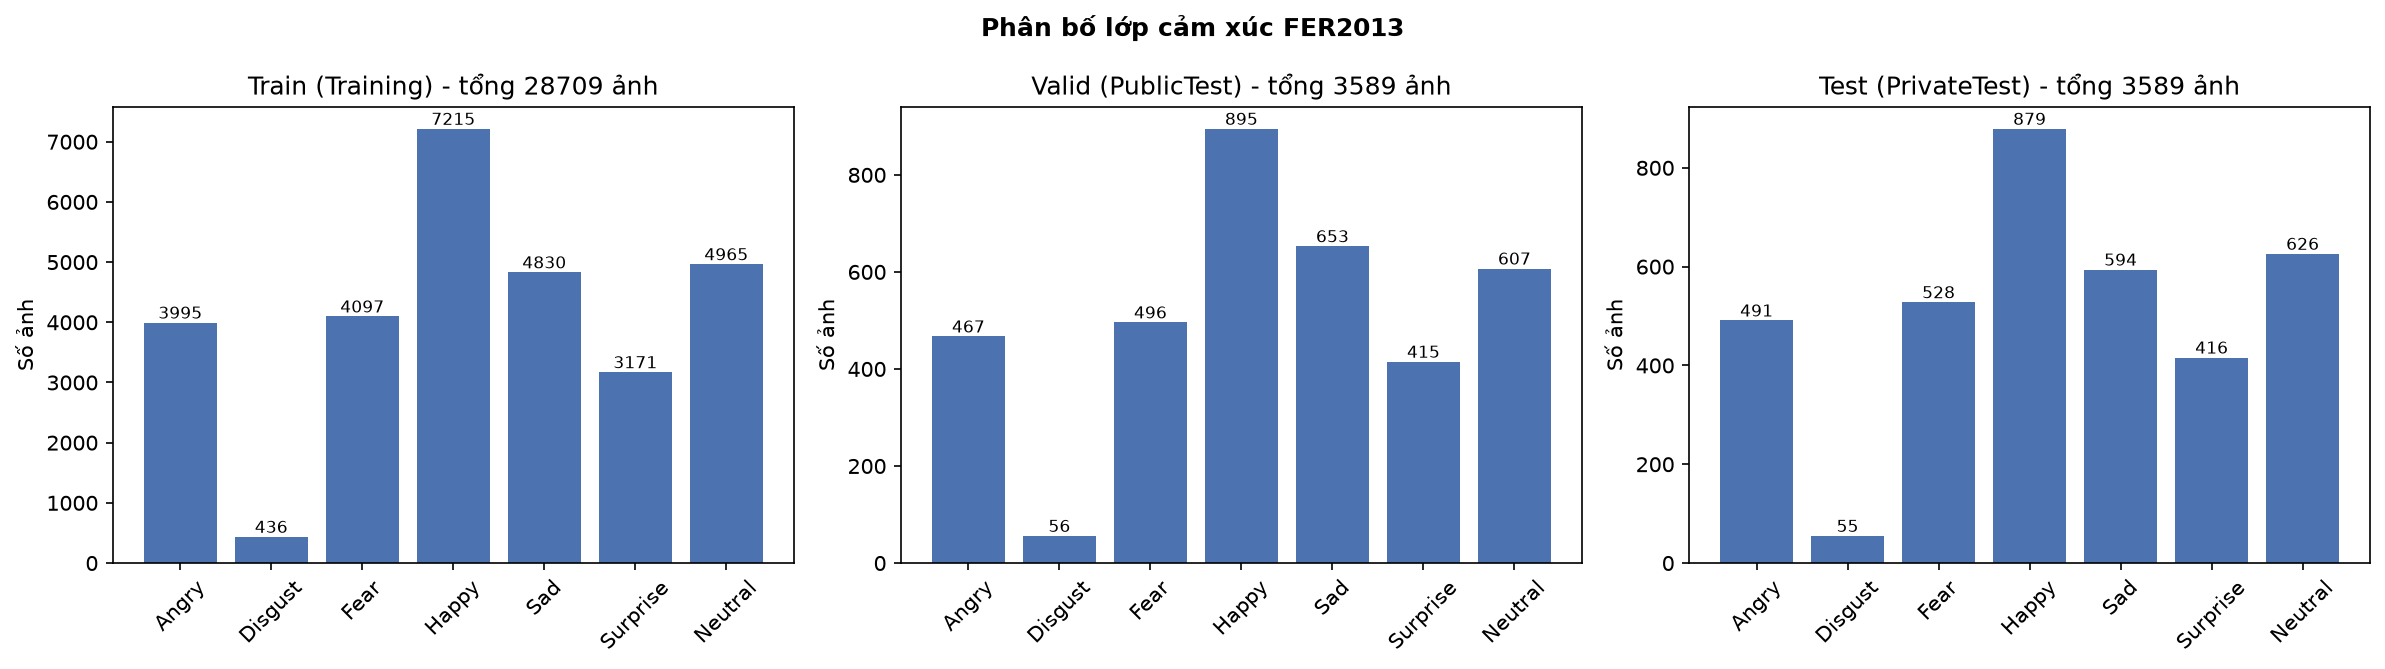 Phân bố lớp cảm xúc FER2013
Train (Training) - tổng 28709 ảnh
Số ảnh
7000
6000
5000
4000
3000
2000
1000
0
3995
436
4097
7215
4830
3171
4965
Angry
Disgust
Fear
Happy
Sad
Surprise
Neutral
Valid (PublicTest) - tổng 3589 ảnh
Số ảnh
800
600
400
200
0
467
56
496
895
653
415
607
Angry
Disgust
Fear
Happy
Sad
Surprise
Neutral
Test (PrivateTest) - tổng 3589 ảnh
Số ảnh
800
600
400
200
0
491
55
528
879
594
416
626
Angry
Disgust
Fear
Happy
Sad
Surprise
Neutral